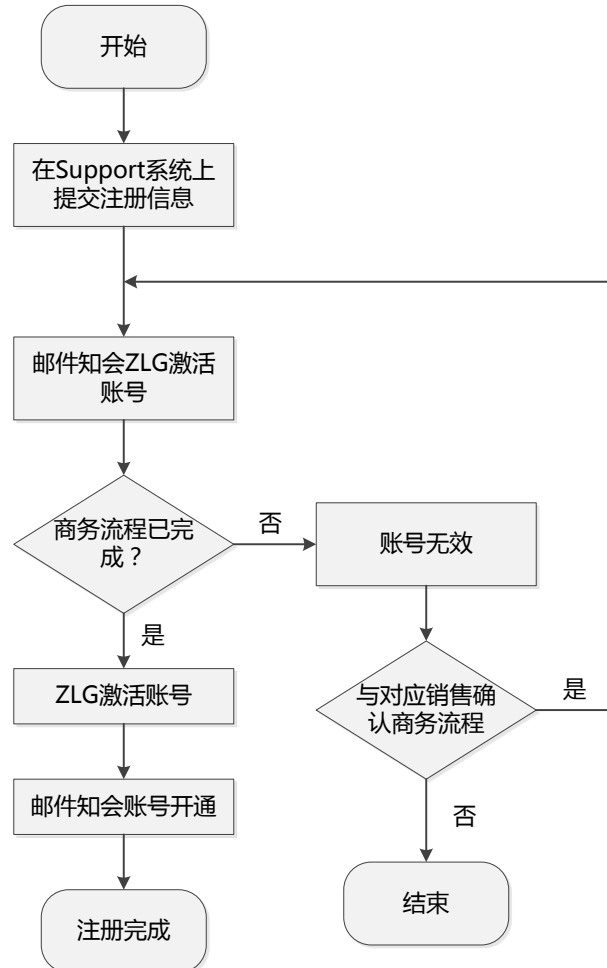 开始
在Support系统上
提交注册信息
邮件知会ZLG激活
账号
商务流程已完
成？
否
账号无效
是
ZLG激活账号
与对应销售确
认商务流程
是
邮件知会账号开通
否
注册完成
结束